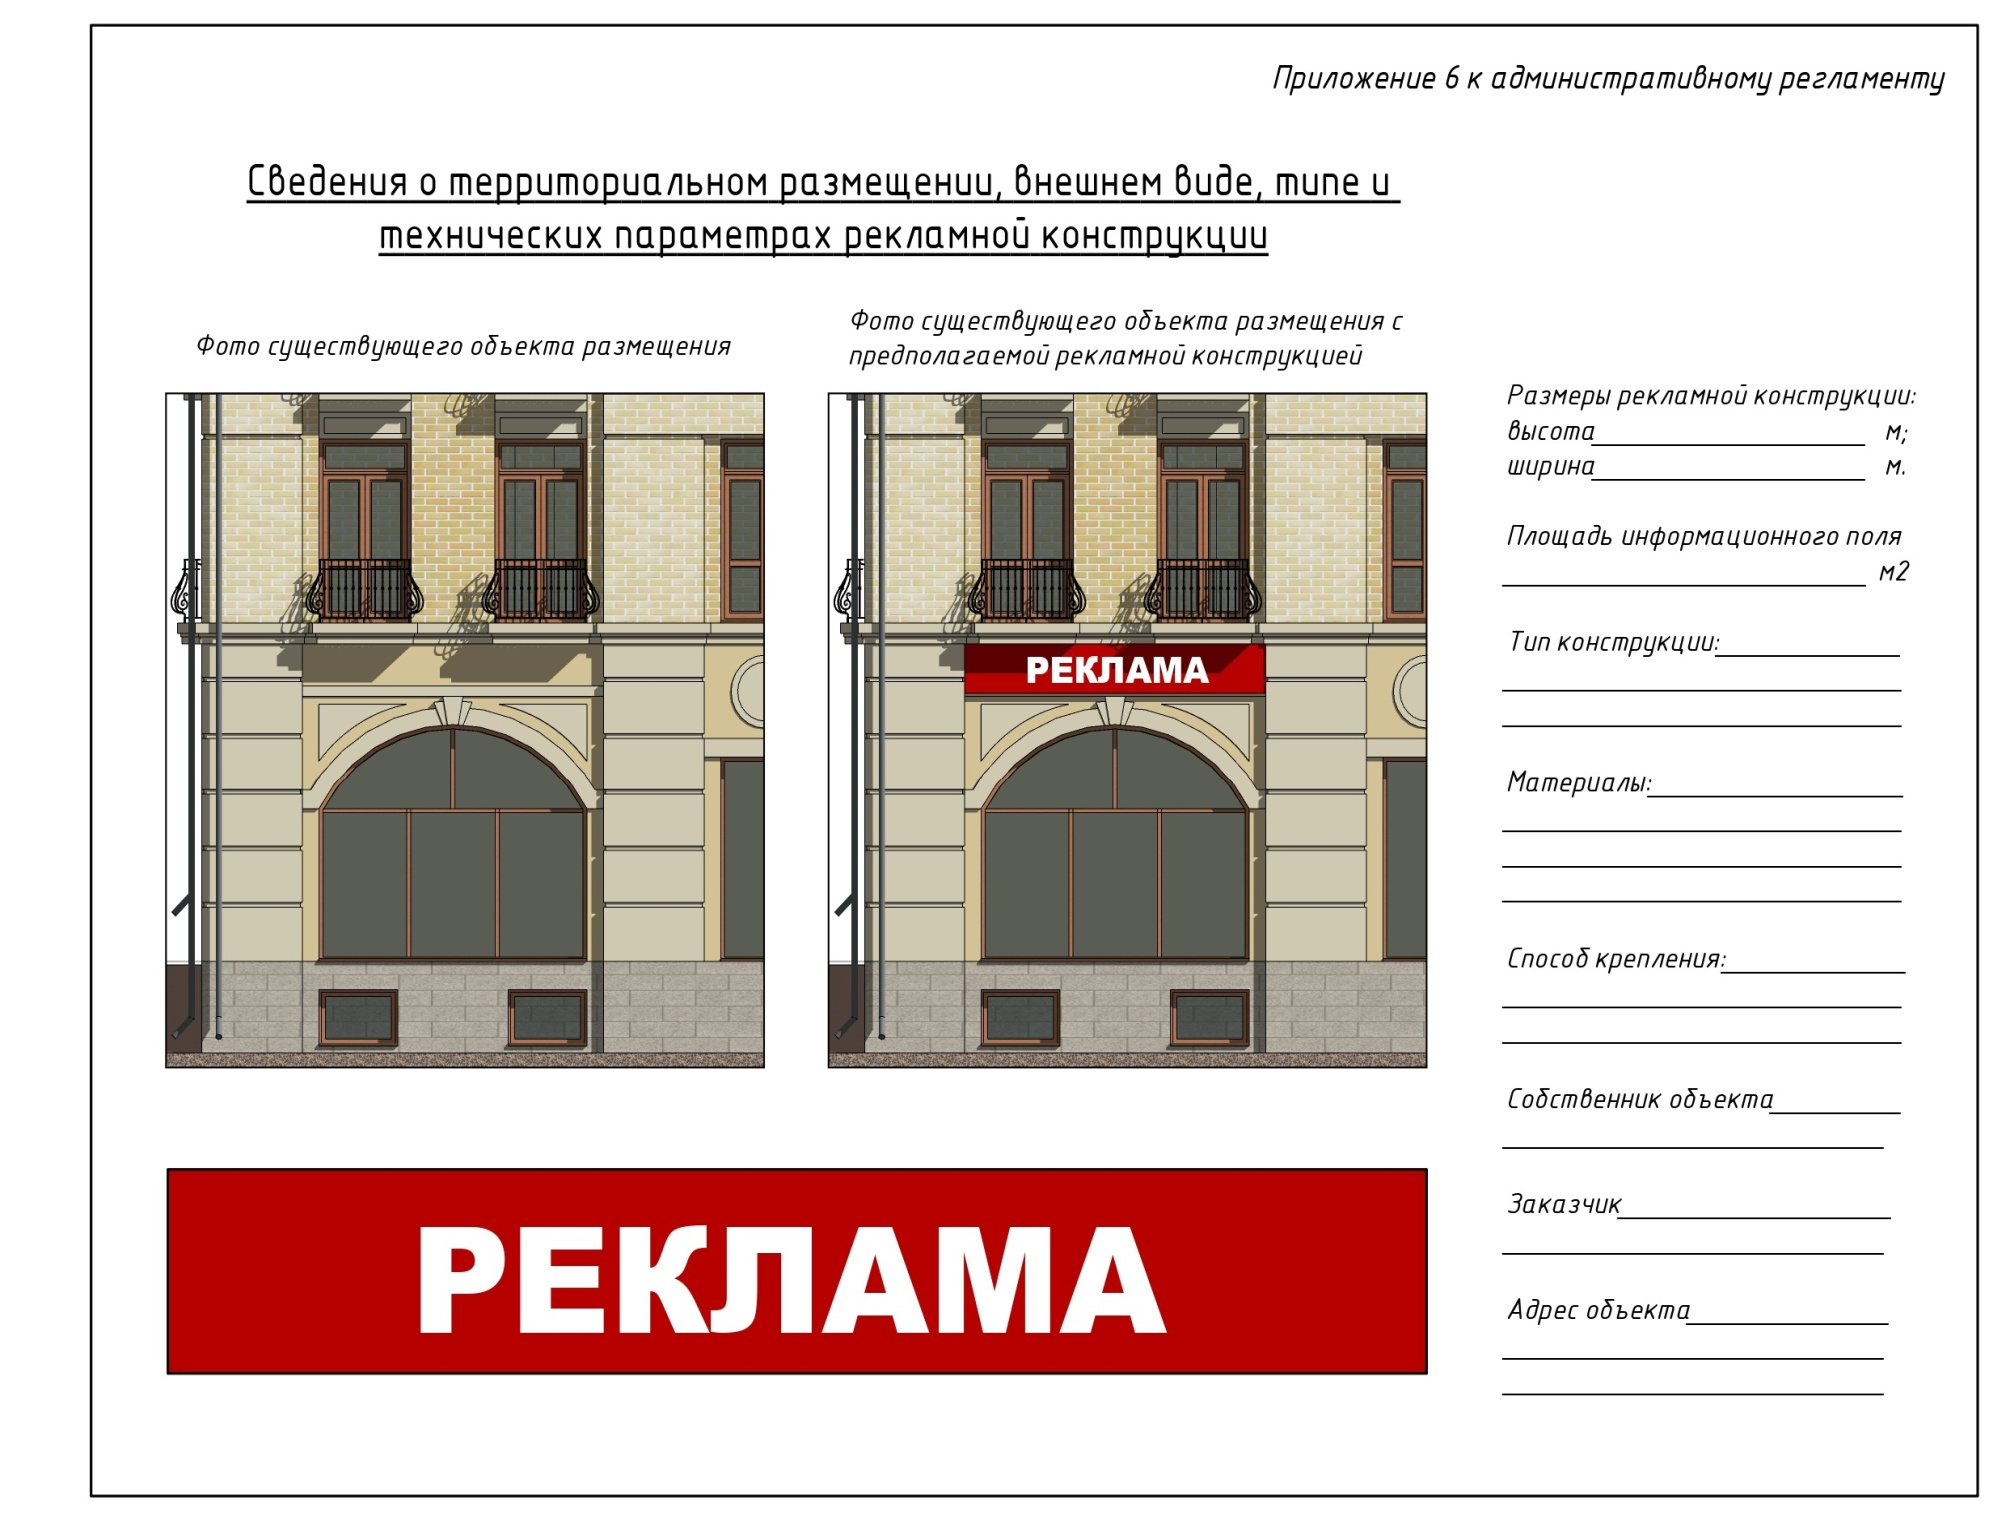 Приложение 6 к административному регламенту
Сведения о территориальном размещении, внешнем виде, типе и
технических параметрах рекламной конструкции
Фото существующего объекта размещения
Фото существующего объекта размещения с
предполагаемой рекламной конструкцией
РЕКЛАМА
РЕКЛАМА
Размеры рекламной конструкции:
высота м;
ширина м.
Площадь информационного поля
м2
Тип конструкции:
Материалы:
Способ крепления:
Собственник объекта
Заказчик
Адрес объекта